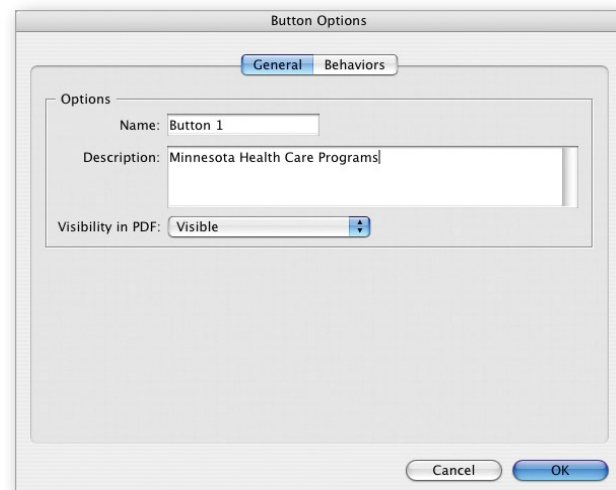 Button Options
General Behaviors
Options
Name: Button 1
Description: Minnesota Health Care Programs
Visibility in PDF: Visible
Cancel OK